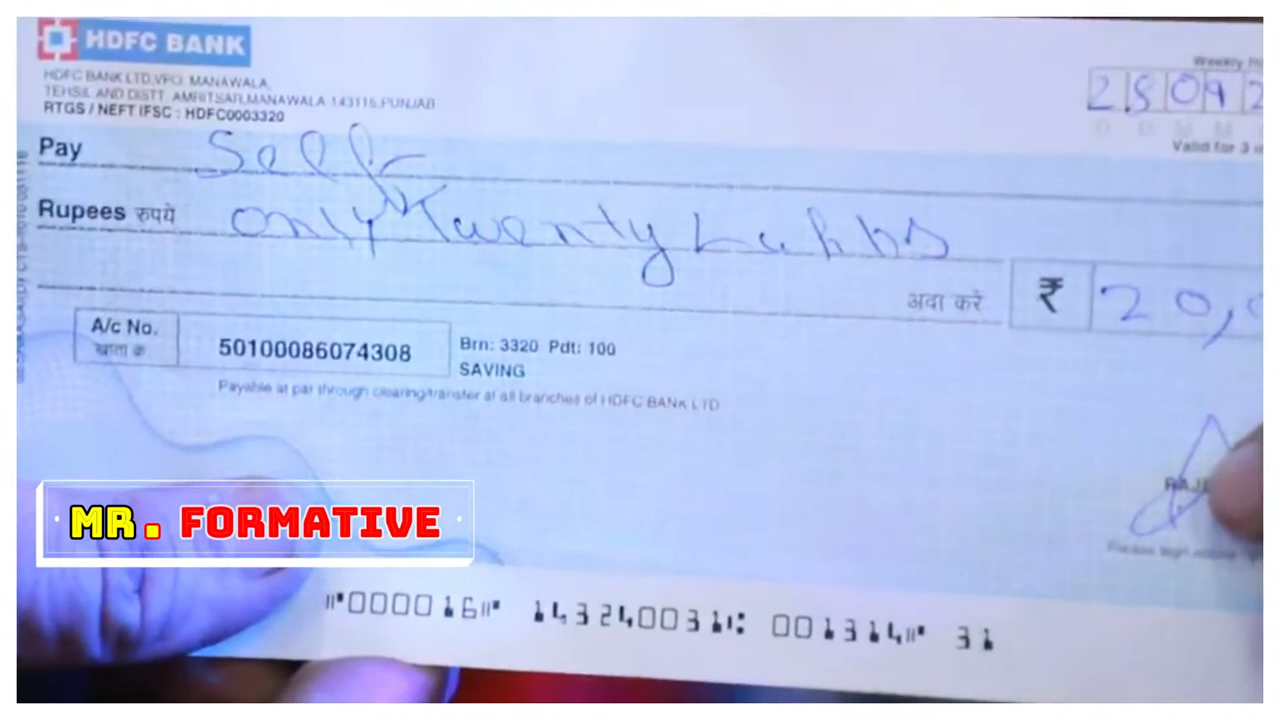 HDFC BANK
HDFC BANK LTD,VPO. MANAWALA,
TEHSIL AND DISTT. AMRITSAR,MANAWALA-143115,PUNJAB
RTGS / NEFT IFSC : HDFC0003320
2 5 0 9 2
D D M M
Valid for 3
Pay Self
Rupees रुपये only Twenty Lakhs
अदा करें ₹ 20,
A/c No.
खाता क्र.
50100086074308
Brn: 3320 Pdt: 100
SAVING
Payable at par through clearing/transfer at all branches of HDFC BANK LTD
MR. FORMATIVE
⑈000016⑈ 143240031⑆ 001314⑈ 31